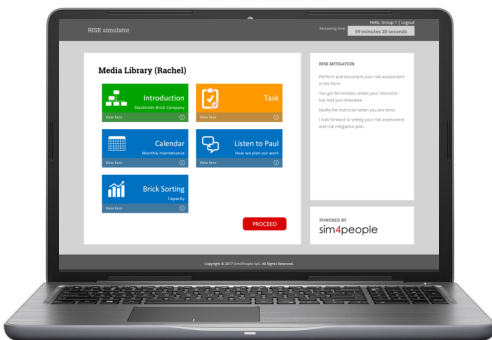 Hello, Group 1 | Logout
RISK simulator
Remaining time: 59 minutes 28 seconds
Media Library (Rachel)
Introduction
Stockholm Brick Company
View here
Task
View here
Calendar
Monthly maintenance
View here
Listen to Paul
How we plan our work
View here
Brick Sorting
Capacity
View here
PROCEED
RISK MITIGATION
Perform and document your risk assessment
in the form.
You got 60 minutes unless your instructor
has told you otherwise.
Notify the instructor when you are done.
I look forward to seeing your risk assessment
and risk mitigation plan.
POWERED BY
sim4people
Copyright © 2017 Sim4People ApS. All Rights Reserved.